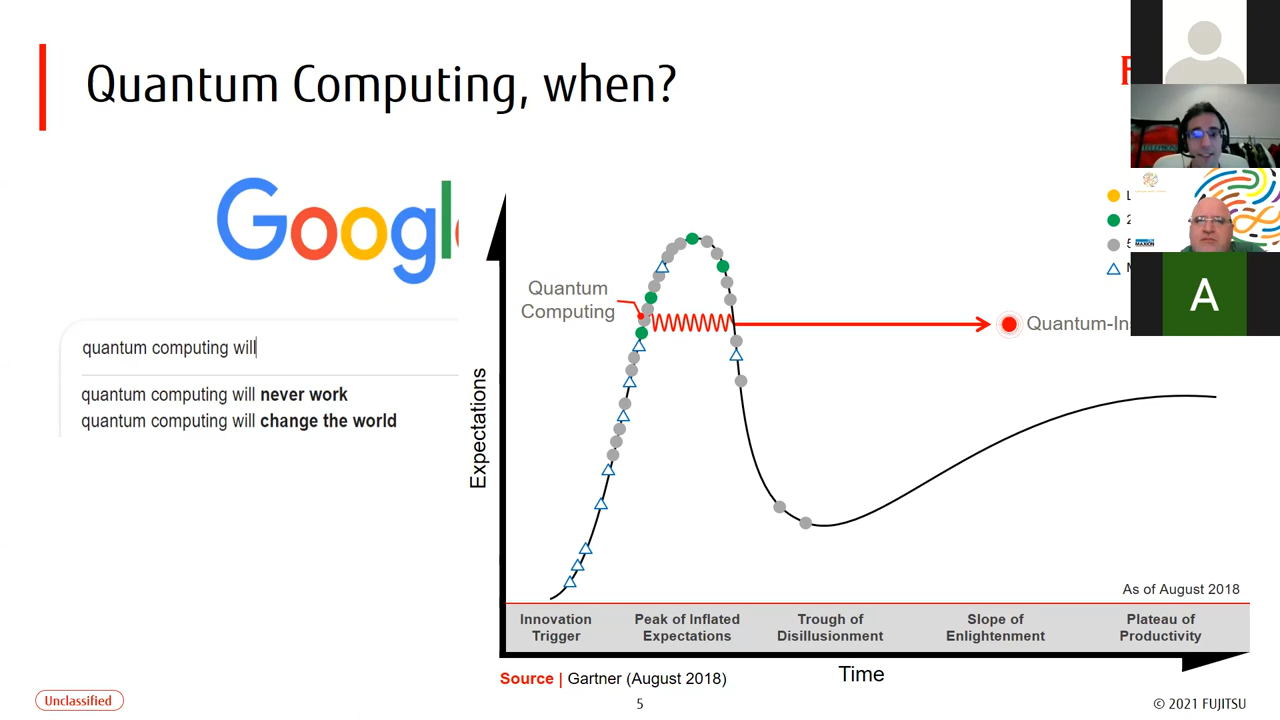 Quantum Computing, when?
Google
quantum computing will
quantum computing will never work
quantum computing will change the world
Quantum
Computing
Quantum-Ins
Expectations
As of August 2018
Innovation
Trigger
Peak of Inflated
Expectations
Trough of
Disillusionment
Slope of
Enlightenment
Plateau of
Productivity
Time
Source | Gartner (August 2018)
Unclassified
5
© 2021 FUJITSU
A